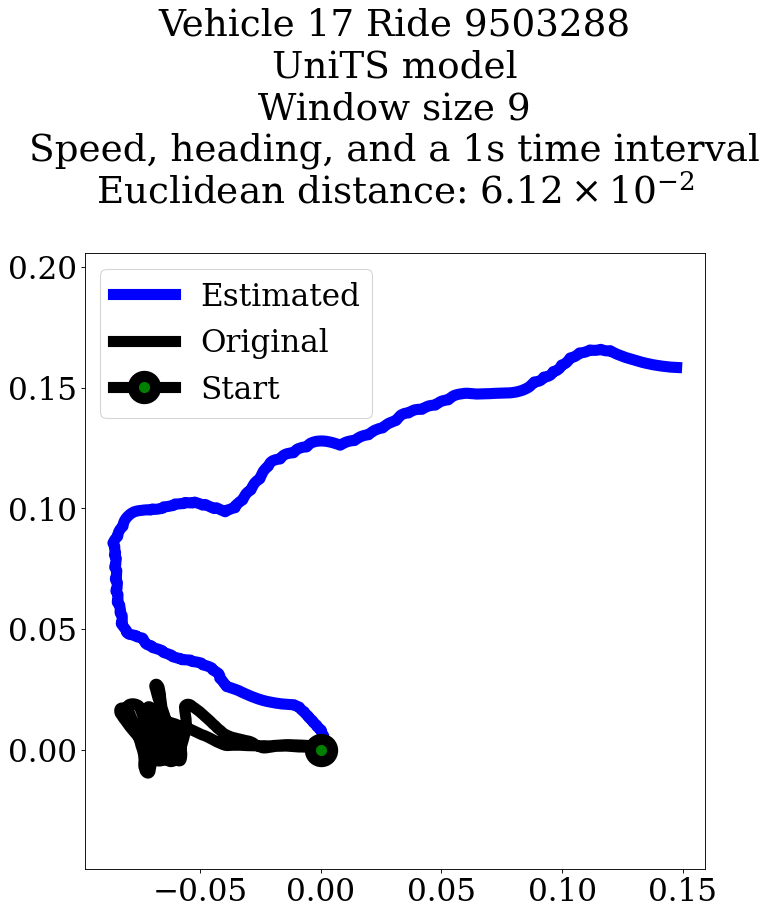 Vehicle 17 Ride 9503288
UniTS model
Window size 9
Speed, heading, and a 1s time interval
Euclidean distance: 6.12 × 10⁻²
0.20
Estimated
Original
Start
0.15
0.10
0.05
0.00
−0.05 0.00 0.05 0.10 0.15